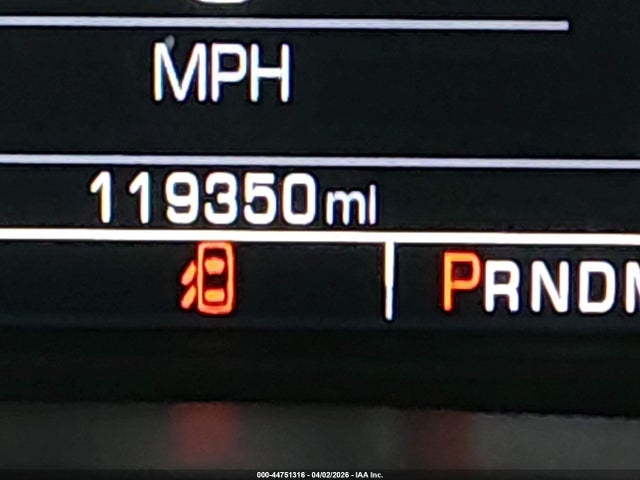 MPH
119350mi
PRNDM
000-44751316 - 04/02/2026 - IAA Inc.